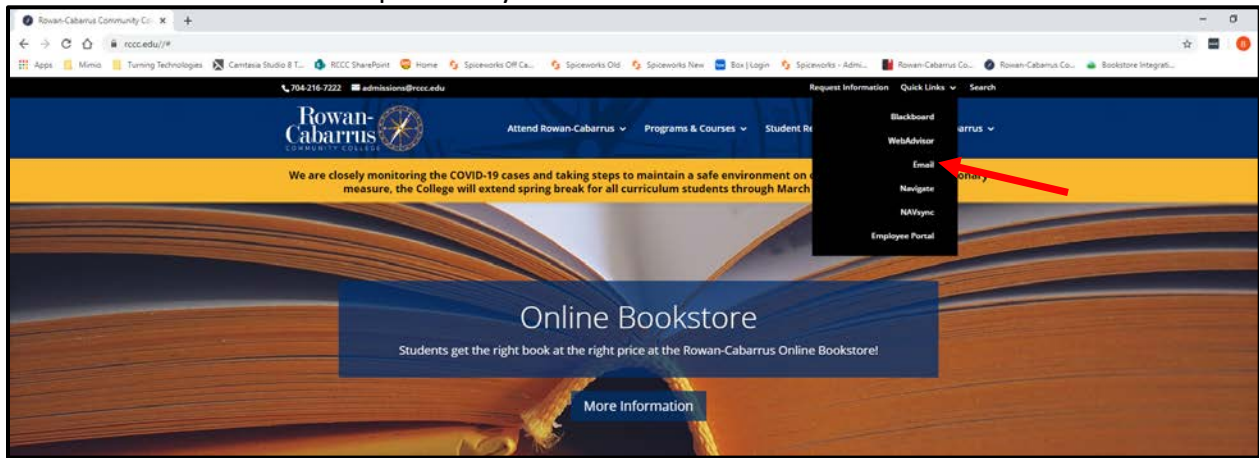 Rowan-Cabarrus Community Co
rccc.edu//#
Apps Mimio Turning Technologies Camtasia Studio 8 T... RCCC SharePoint Home Spiceworks Off Ca... Spiceworks Old Spiceworks New Box | Login Spiceworks - Admi... Rowan-Cabarrus Co... Rowan-Cabarrus Co... Bookstore Integrati...
704-216-7222 admissions@rccc.edu Request Information Quick Links Search
Rowan-
Cabarrus
COMMUNITY COLLEGE
Attend Rowan-Cabarrus Programs & Courses Student Re arrus
Blackboard
WebAdvisor
Email
Navigate
NAVsync
Employee Portal
We are closely monitoring the COVID-19 cases and taking steps to maintain a safe environment on onary
measure, the College will extend spring break for all curriculum students through March
Online Bookstore
Students get the right book at the right price at the Rowan-Cabarrus Online Bookstore!
More Information